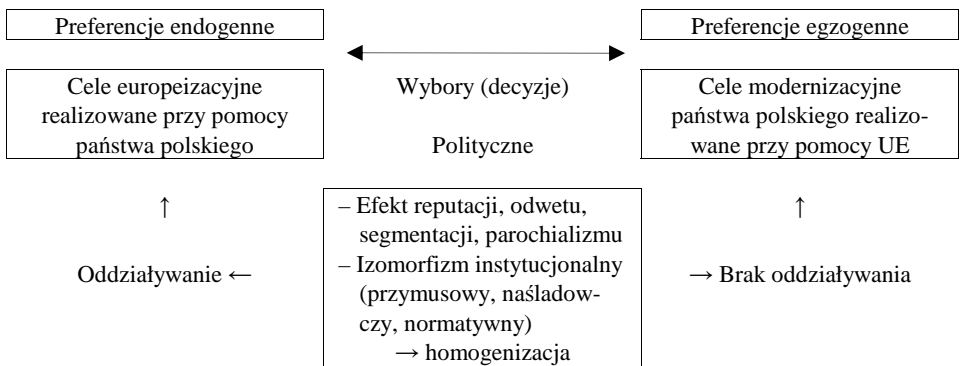 Preferencje endogenne
Preferencje egzogenne
Cele europeizacyjne
realizowane przy pomocy
państwa polskiego
Wybory (decyzje)
Polityczne
Cele modernizacyjne
państwa polskiego realizo-
wane przy pomocy UE
↑
↑
– Efekt reputacji, odwetu,
segmentacji, parochializmu
– Izomorfizm instytucjonalny
(przymusowy, naśladow-
czy, normatywny)
→ homogenizacja
Oddziaływanie ←
→ Brak oddziaływania